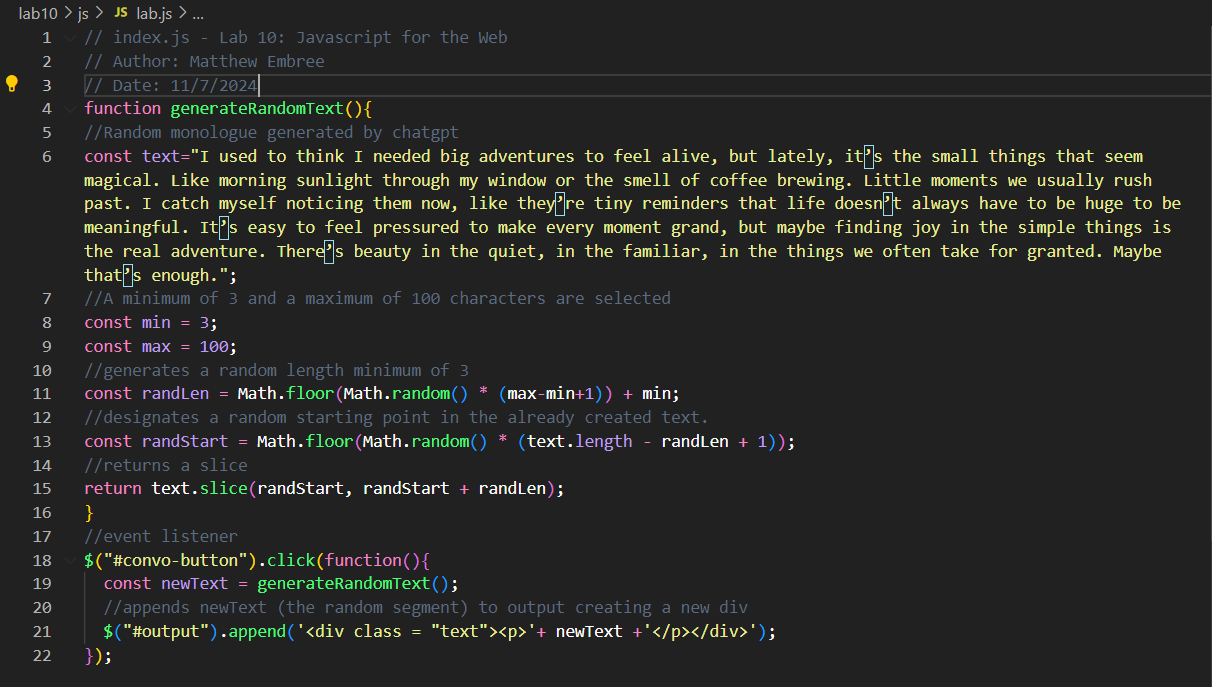 lab10 > js > JS lab.js > ...
1 // index.js - Lab 10: Javascript for the Web
2 // Author: Matthew Embree
3 // Date: 11/7/2024
4 function generateRandomText(){
5 //Random monologue generated by chatgpt
6 const text="I used to think I needed big adventures to feel alive, but lately, it’s the small things that seem
magical. Like morning sunlight through my window or the smell of coffee brewing. Little moments we usually rush
past. I catch myself noticing them now, like they’re tiny reminders that life doesn’t always have to be huge to be
meaningful. It’s easy to feel pressured to make every moment grand, but maybe finding joy in the simple things is
the real adventure. There’s beauty in the quiet, in the familiar, in the things we often take for granted. Maybe
that’s enough.";
7 //A minimum of 3 and a maximum of 100 characters are selected
8 const min = 3;
9 const max = 100;
10 //generates a random length minimum of 3
11 const randLen = Math.floor(Math.random() * (max-min+1)) + min;
12 //designates a random starting point in the already created text.
13 const randStart = Math.floor(Math.random() * (text.length - randLen + 1));
14 //returns a slice
15 return text.slice(randStart, randStart + randLen);
16 }
17 //event listener
18 $("#convo-button").click(function(){
19 const newText = generateRandomText();
20 //appends newText (the random segment) to output creating a new div
21 $("#output").append('<div class = "text"><p>'+ newText +'</p></div>');
22 });